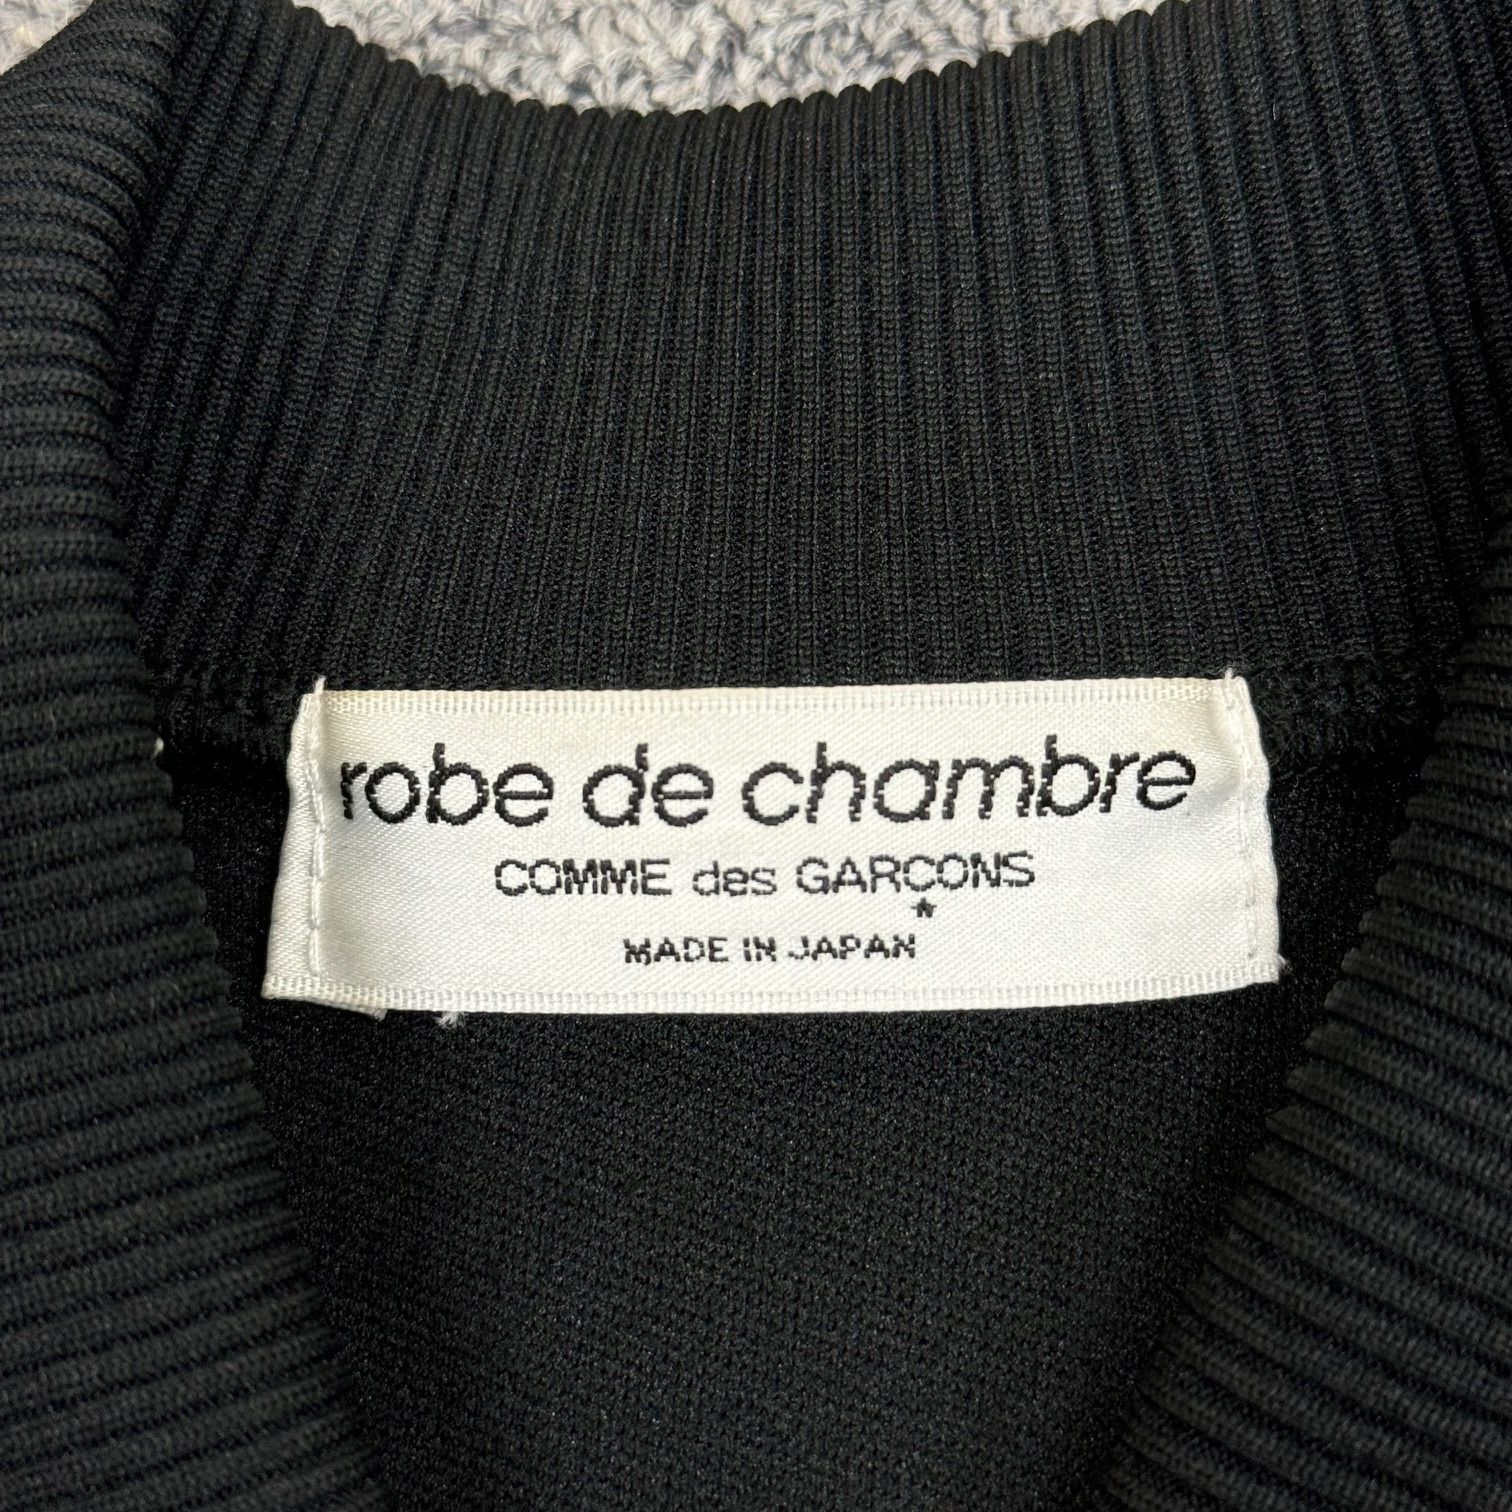 robe de chambre
COMME des GARÇONS
MADE IN JAPAN